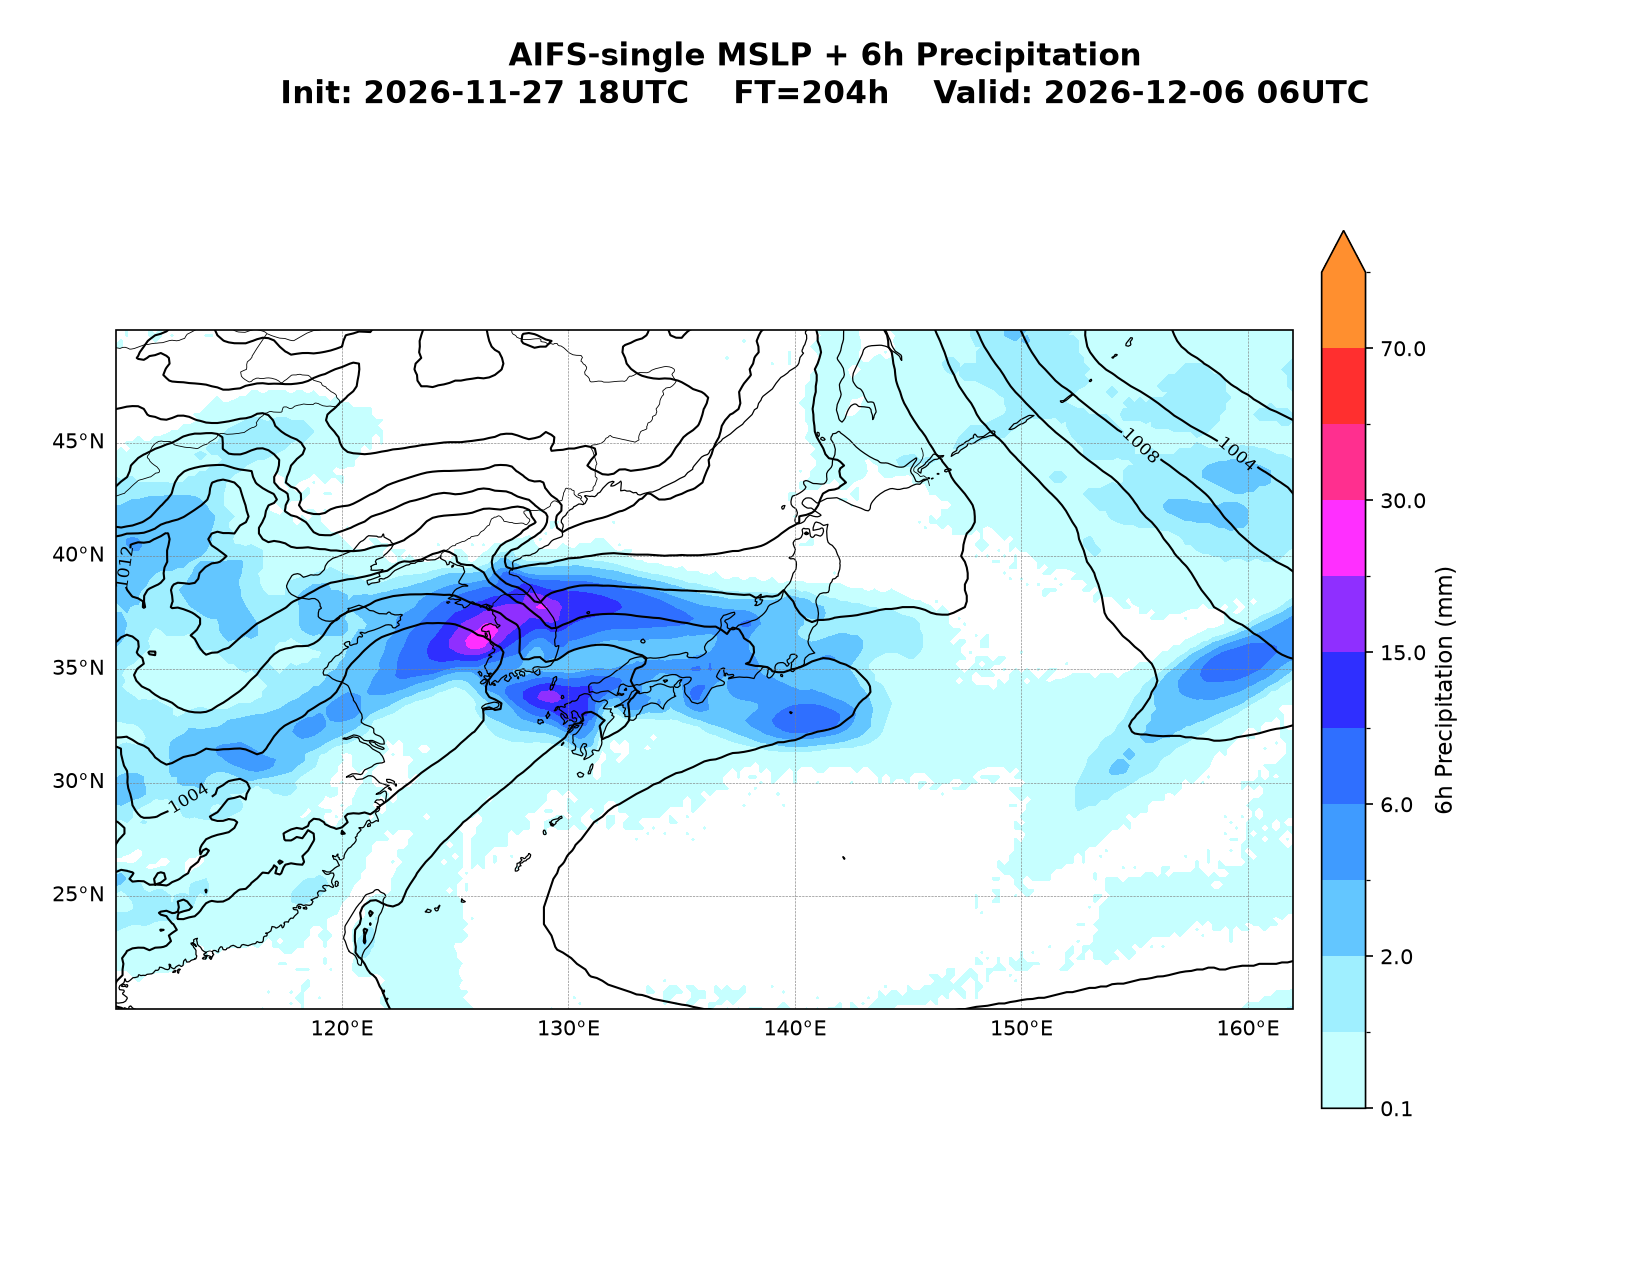 AIFS-single MSLP + 6h Precipitation
Init: 2026-11-27 18UTC    FT=204h    Valid: 2026-12-06 06UTC
45°N
40°N
35°N
30°N
25°N
120°E
130°E
140°E
150°E
160°E
1012
1004
1008
1004
70.0
30.0
15.0
6.0
2.0
0.1
6h Precipitation (mm)